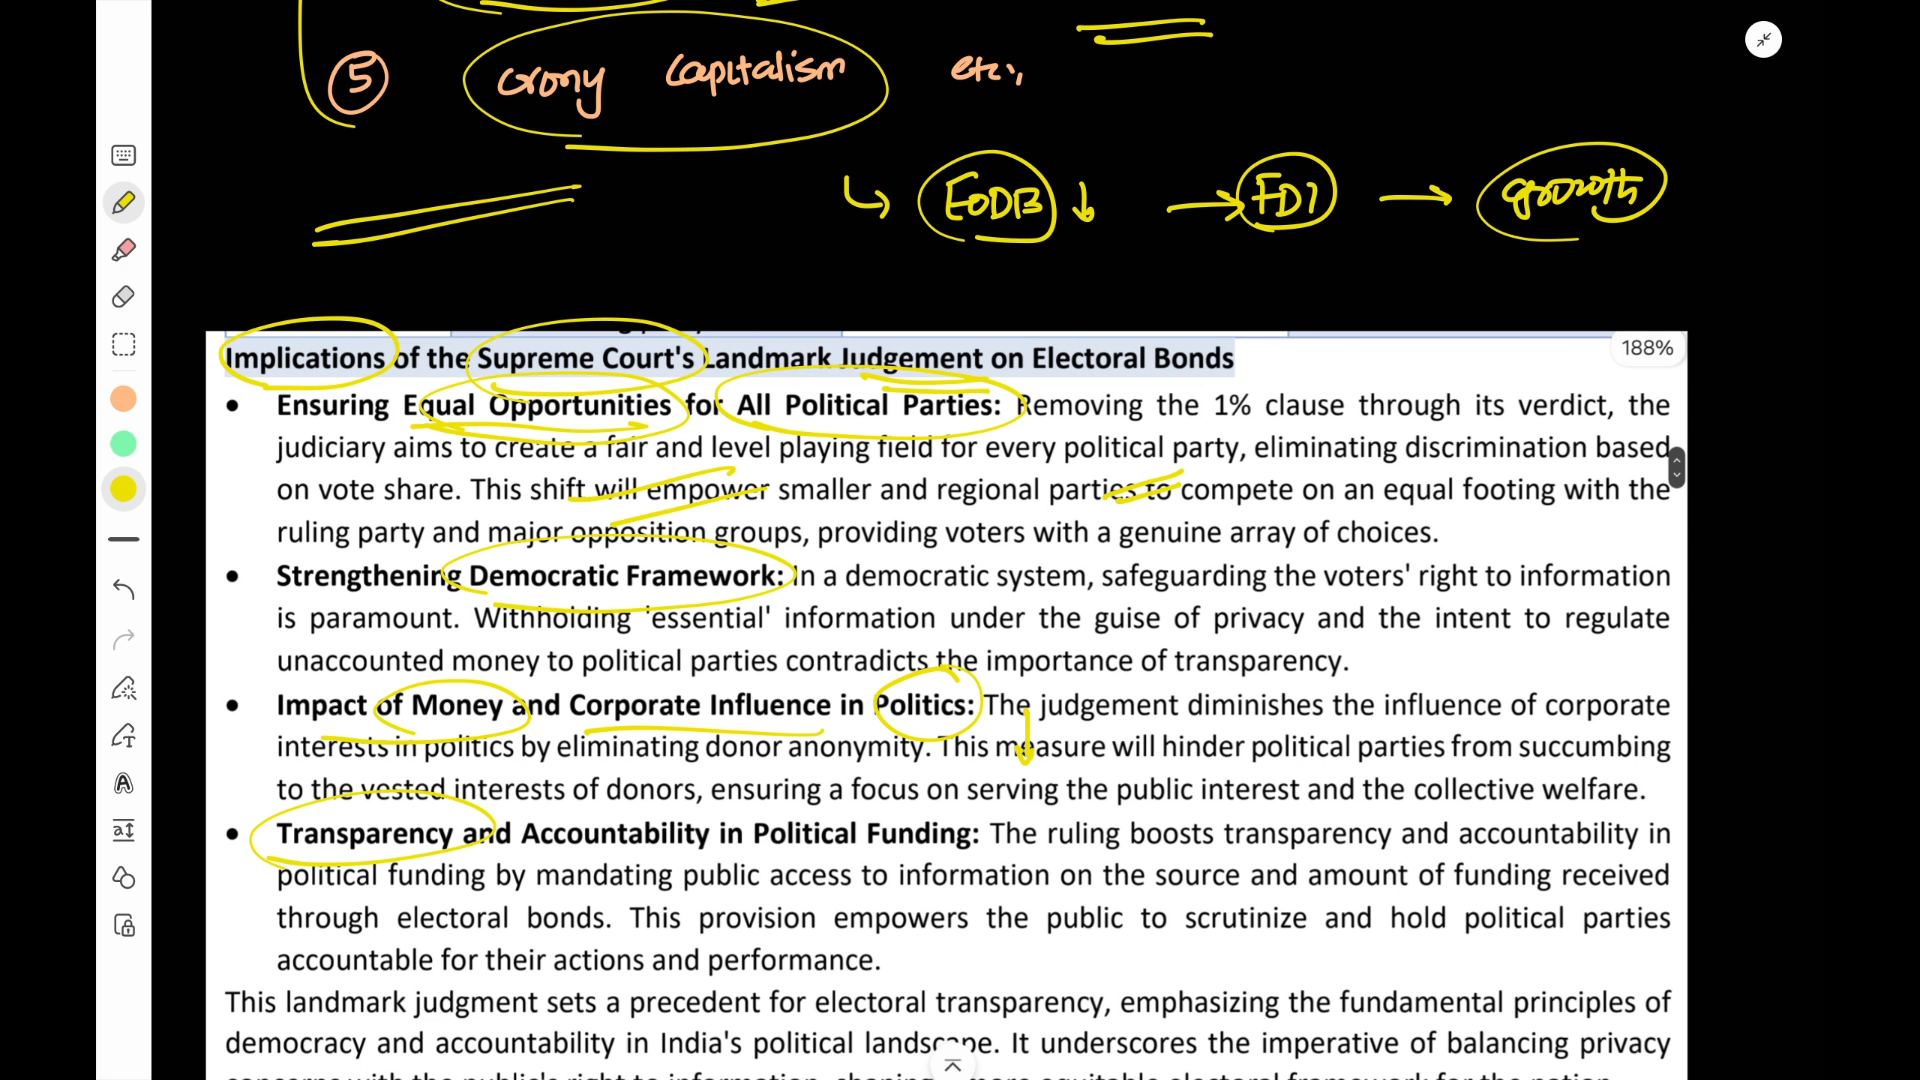 5 crony capitalism etc.,
↳ EODB ↓ → FDI → growth
188%
Implications of the Supreme Court's Landmark Judgement on Electoral Bonds
• Ensuring Equal Opportunities for All Political Parties: Removing the 1% clause through its verdict, the
judiciary aims to create a fair and level playing field for every political party, eliminating discrimination based
on vote share. This shift will empower smaller and regional parties to compete on an equal footing with the
ruling party and major opposition groups, providing voters with a genuine array of choices.
• Strengthening Democratic Framework: In a democratic system, safeguarding the voters' right to information
is paramount. Withholding 'essential' information under the guise of privacy and the intent to regulate
unaccounted money to political parties contradicts the importance of transparency.
• Impact of Money and Corporate Influence in Politics: The judgement diminishes the influence of corporate
interests in politics by eliminating donor anonymity. This measure will hinder political parties from succumbing
to the vested interests of donors, ensuring a focus on serving the public interest and the collective welfare.
• Transparency and Accountability in Political Funding: The ruling boosts transparency and accountability in
political funding by mandating public access to information on the source and amount of funding received
through electoral bonds. This provision empowers the public to scrutinize and hold political parties
accountable for their actions and performance.
This landmark judgment sets a precedent for electoral transparency, emphasizing the fundamental principles of
democracy and accountability in India's political landscape. It underscores the imperative of balancing privacy